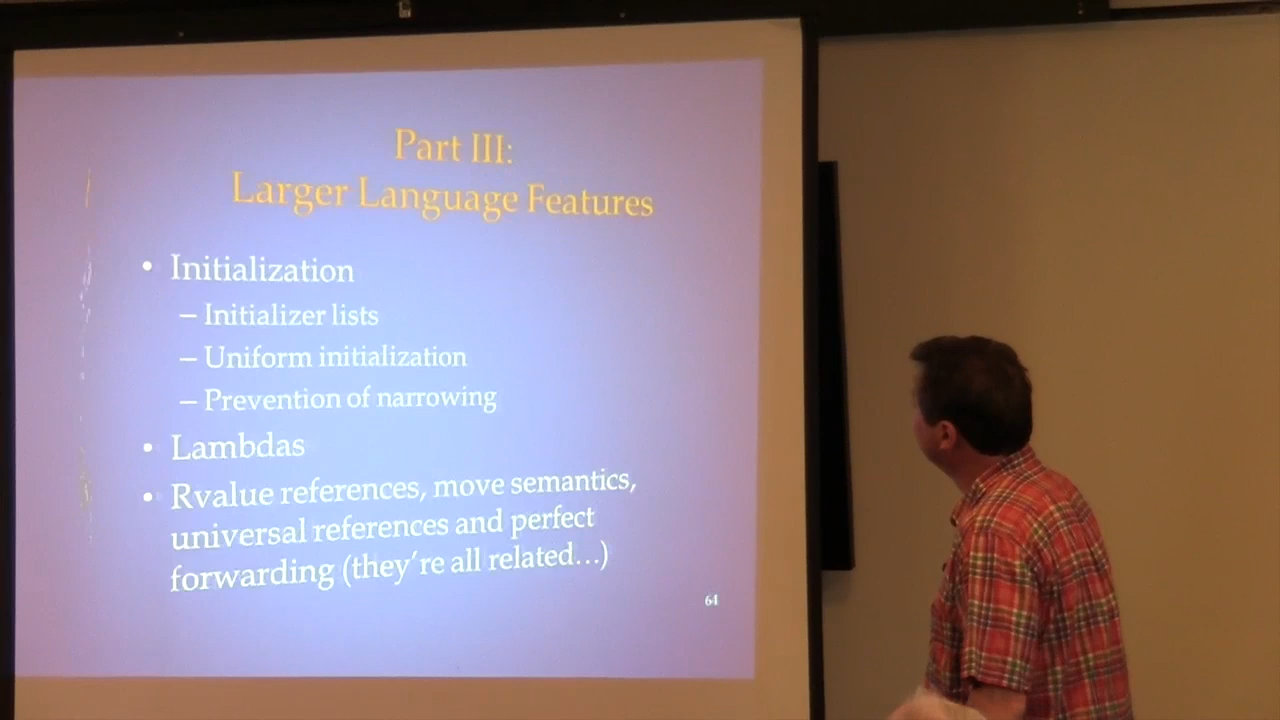 Part III:
Larger Language Features
• Initialization
– Initializer lists
– Uniform initialization
– Prevention of narrowing
• Lambdas
• Rvalue references, move semantics,
universal references and perfect
forwarding (they're all related…)
64